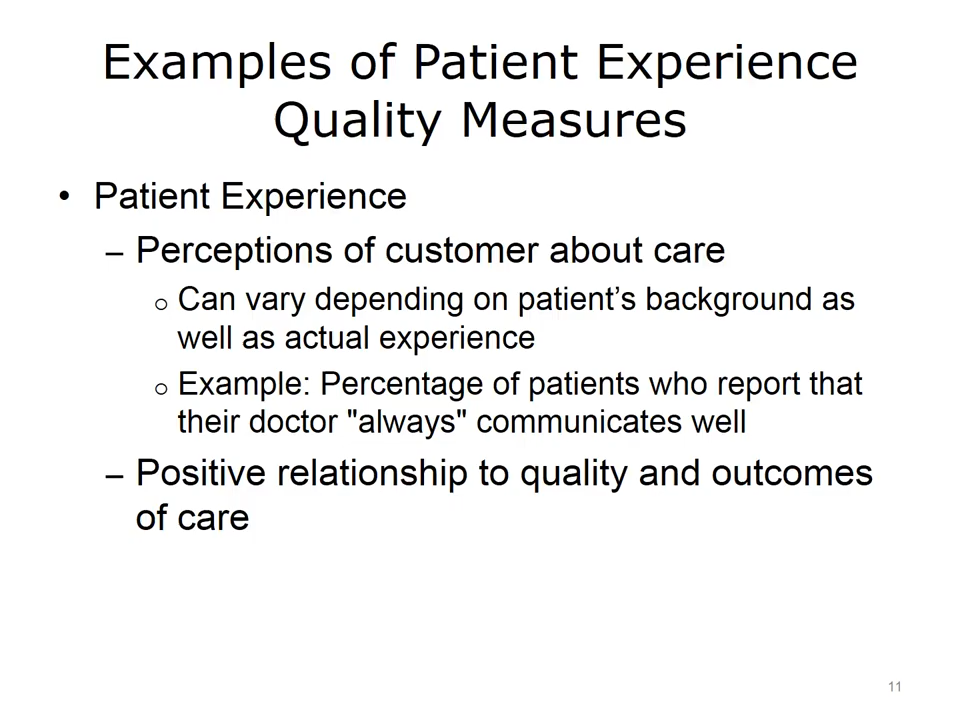 Examples of Patient Experience
Quality Measures
• Patient Experience
– Perceptions of customer about care
o Can vary depending on patient’s background as
well as actual experience
o Example: Percentage of patients who report that
their doctor "always" communicates well
– Positive relationship to quality and outcomes
of care
11